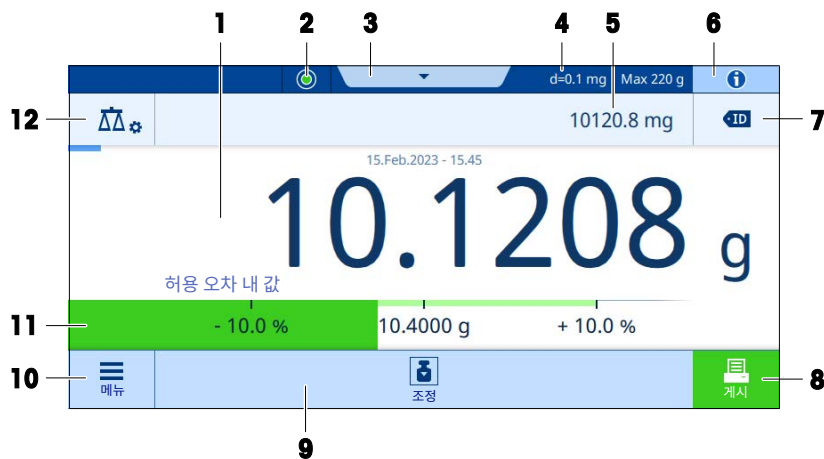 1 2 3 4 5 6
d=0.1 mg Max 220 g
12 10120.8 mg ID 7
15.Feb.2023 - 15.45
10.1208 g
허용 오차 내 값
11 - 10.0 % 10.4000 g + 10.0 %
10 메뉴 조정 게시 8
9